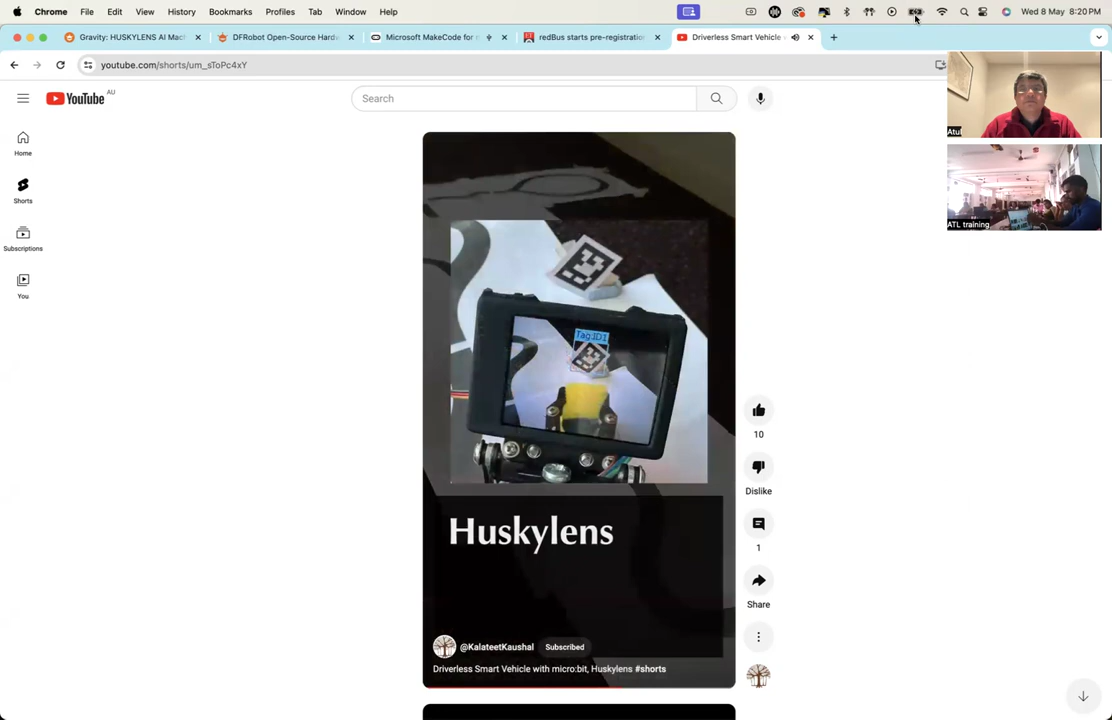 Chrome File Edit View History Bookmarks Profiles Tab Window Help Wed 8 May 8:20 PM
Gravity: HUSKYLENS AI Mach
DFRobot Open-Source Hardw
Microsoft MakeCode for m
redBus starts pre-registration
Driverless Smart Vehicle w
youtube.com/shorts/um_sToPc4xY
YouTube AU
Search
Home
Shorts
Subscriptions
You
Atul
ATL training
Tag:ID1
Huskylens
10
Dislike
1
Share
@KalateetKaushal Subscribed
Driverless Smart Vehicle with micro:bit, Huskylens #shorts